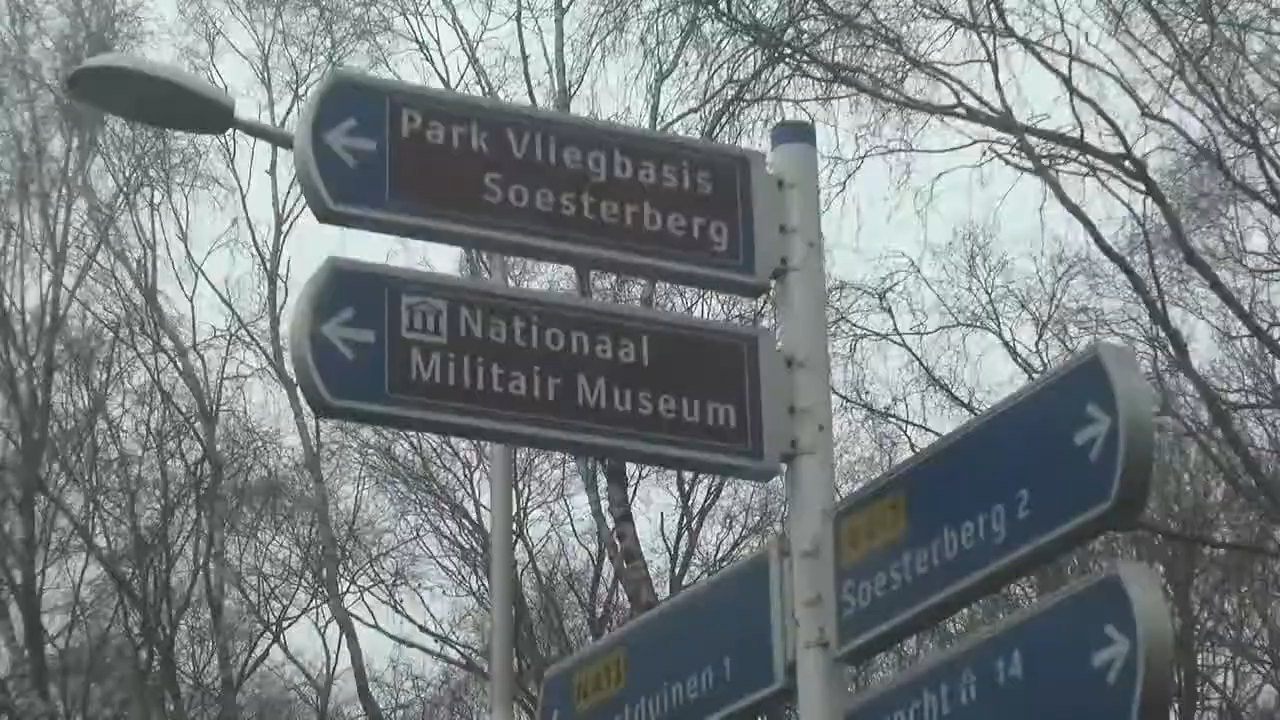 Park Vliegbasis
Soesterberg
Nationaal
Militair Museum
Soesterberg 2
14
1